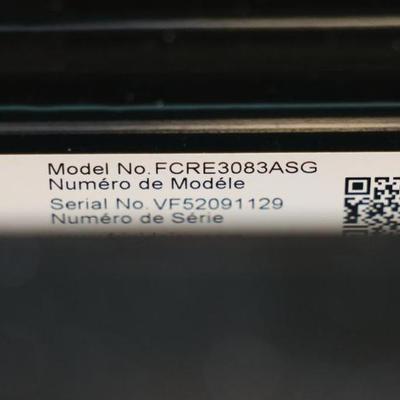 Model No. FCRE3083ASG
Numéro de Modéle
Serial No. VF52091129
Numéro de Série